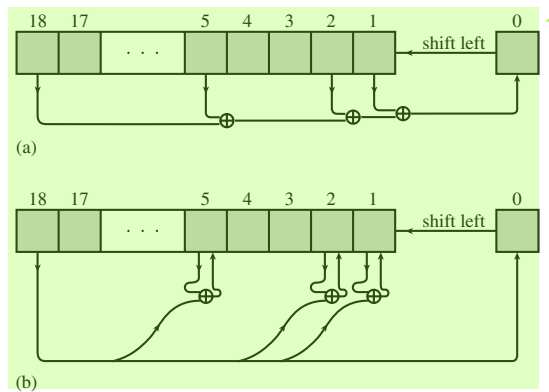 18 17 5 4 3 2 1 0
. . .
shift left
(a)
18 17 5 4 3 2 1 0
. . .
shift left
(b)